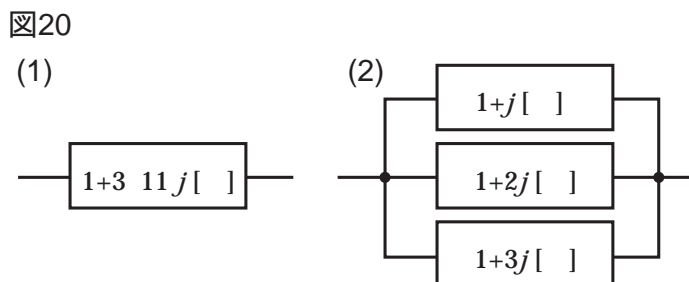 図20
(1)
(2)
1+3 11 j [ ]
1+j [ ]
1+2j [ ]
1+3j [ ]